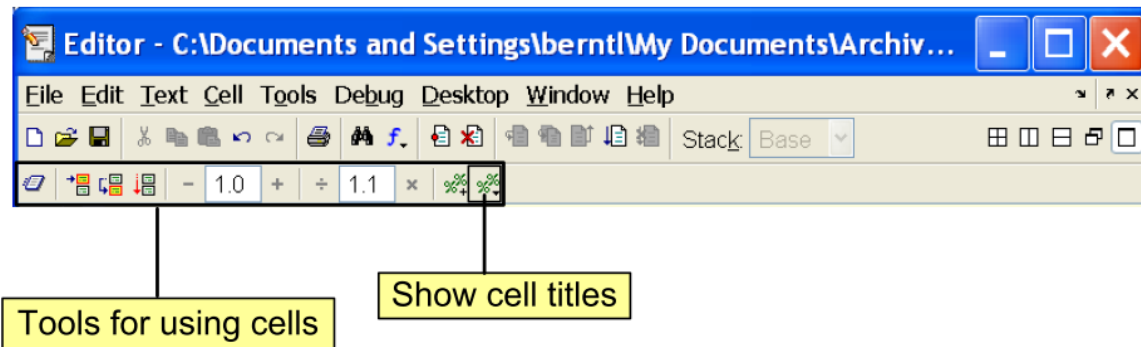 Editor - C:\Documents and Settings\berntl\My Documents\Archiv...
File Edit Text Cell Tools Debug Desktop Window Help
Stack: Base
- 1.0 + ÷ 1.1 × %%+ %%
Show cell titles
Tools for using cells